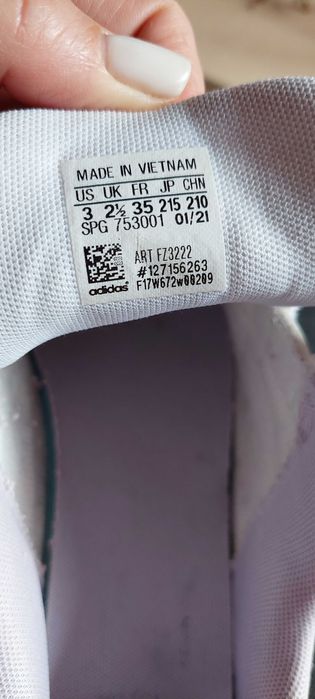 MADE IN VIETNAM
US UK FR JP CHN
3 2½ 35 215 210
SPG 753001 01/21
ART FZ3222
#127156263
adidas F17W672w00209